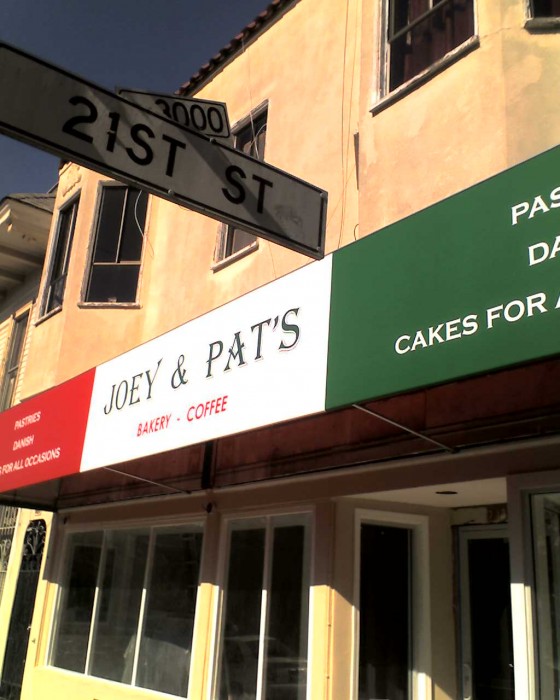 3000
21ST ST
JOEY & PAT'S
BAKERY - COFFEE
PASTRIES
DANISH
FOR ALL OCCASIONS
PAS
DA
CAKES FOR